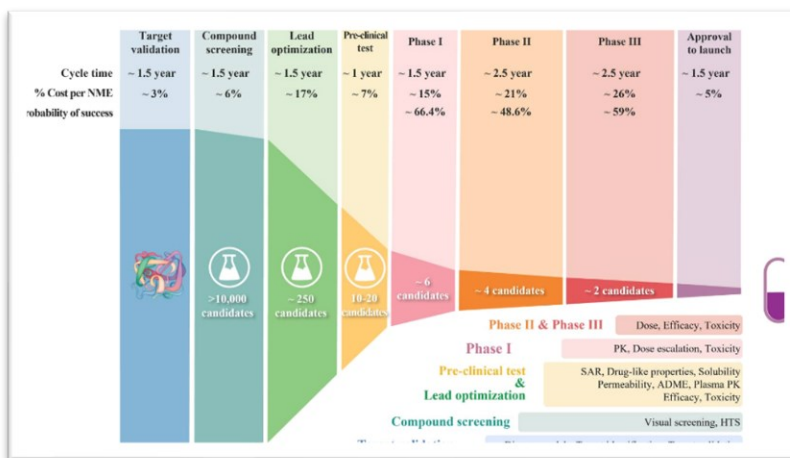 Target validation
Compound screening
Lead optimization
Pre-clinical test
Phase I
Phase II
Phase III
Approval to launch
Cycle time ~ 1.5 year ~ 1.5 year ~ 1.5 year ~ 1 year ~ 1.5 year ~ 2.5 year ~ 2.5 year ~ 1.5 year
% Cost per NME ~ 3% ~ 6% ~ 17% ~ 7% ~ 15% ~ 21% ~ 26% ~ 5%
robability of success ~ 66.4% ~ 48.6% ~ 59%
>10,000
candidates
~ 250
candidates
10-20
candidates
~ 6
candidates
~ 4 candidates
~ 2 candidates
Phase II & Phase III Dose, Efficacy, Toxicity
Phase I PK, Dose escalation, Toxicity
Pre-clinical test
&
Lead optimization
SAR, Drug-like properties, Solubility
Permeability, ADME, Plasma PK
Efficacy, Toxicity
Compound screening Visual screening, HTS